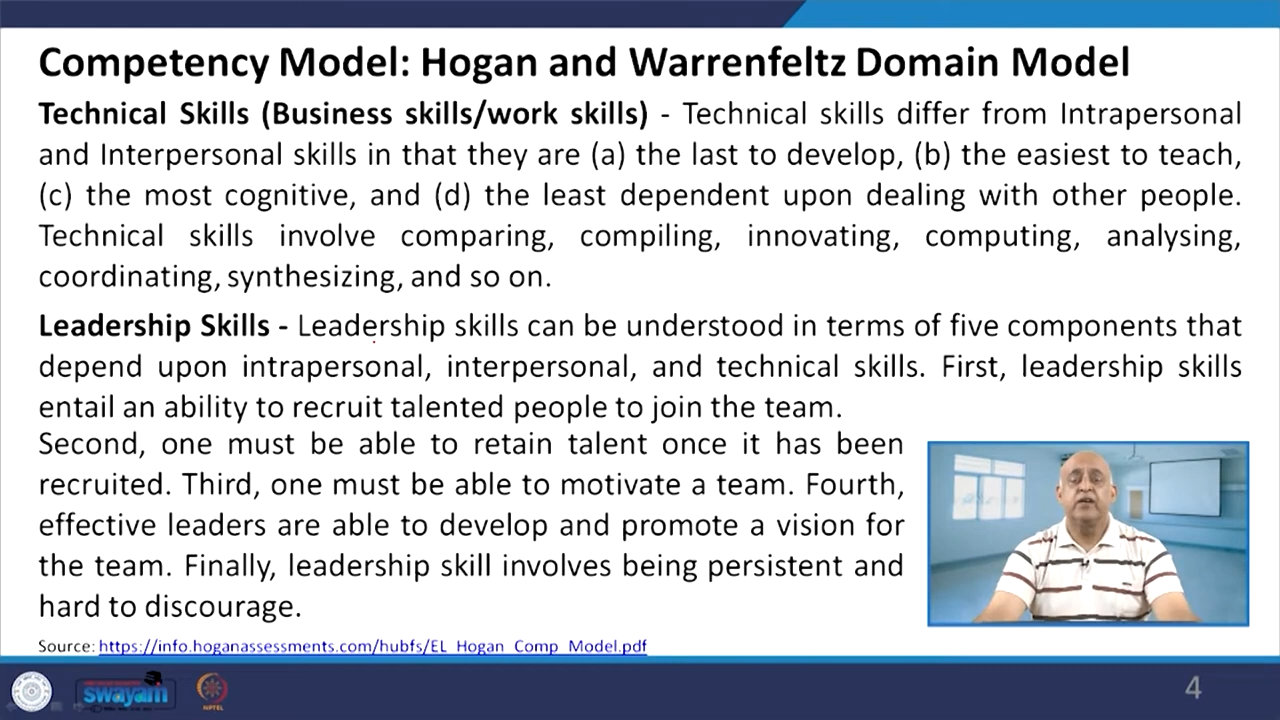 Competency Model: Hogan and Warrenfeltz Domain Model
Technical Skills (Business skills/work skills) - Technical skills differ from Intrapersonal
and Interpersonal skills in that they are (a) the last to develop, (b) the easiest to teach,
(c) the most cognitive, and (d) the least dependent upon dealing with other people.
Technical skills involve comparing, compiling, innovating, computing, analysing,
coordinating, synthesizing, and so on.
Leadership Skills - Leadership skills can be understood in terms of five components that
depend upon intrapersonal, interpersonal, and technical skills. First, leadership skills
entail an ability to recruit talented people to join the team.
Second, one must be able to retain talent once it has been
recruited. Third, one must be able to motivate a team. Fourth,
effective leaders are able to develop and promote a vision for
the team. Finally, leadership skill involves being persistent and
hard to discourage.
Source: https://info.hoganassessments.com/hubfs/EL_Hogan_Comp_Model.pdf
swayam
NPTEL
4